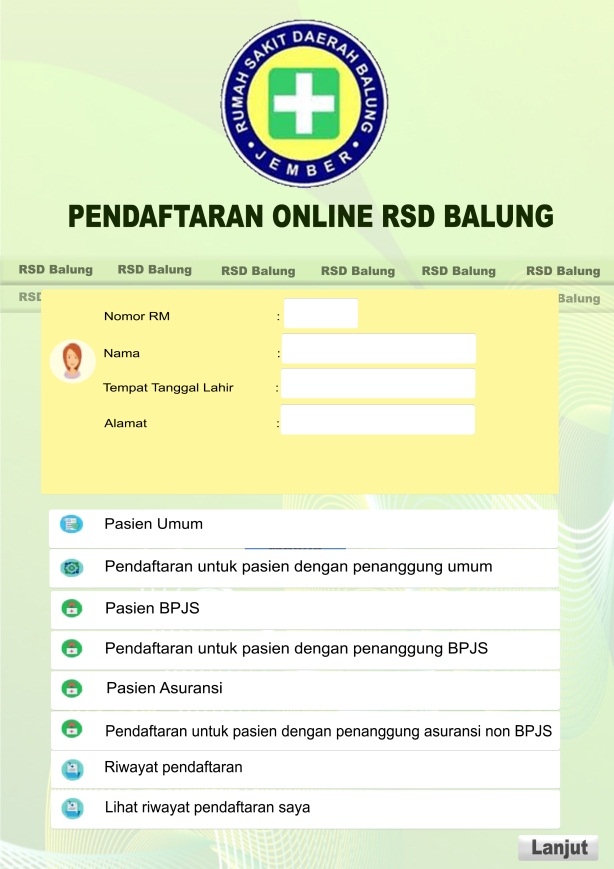 RUMAH SAKIT DAERAH BALUNG
• JEMBER •
PENDAFTARAN ONLINE RSD BALUNG
RSD Balung RSD Balung RSD Balung RSD Balung RSD Balung RSD Balung
RSD Balung
Nomor RM :
Nama :
Tempat Tanggal Lahir :
Alamat :
Pasien Umum
Pendaftaran untuk pasien dengan penanggung umum
Pasien BPJS
Pendaftaran untuk pasien dengan penanggung BPJS
Pasien Asuransi
Pendaftaran untuk pasien dengan penanggung asuransi non BPJS
Riwayat pendaftaran
Lihat riwayat pendaftaran saya
Lanjut